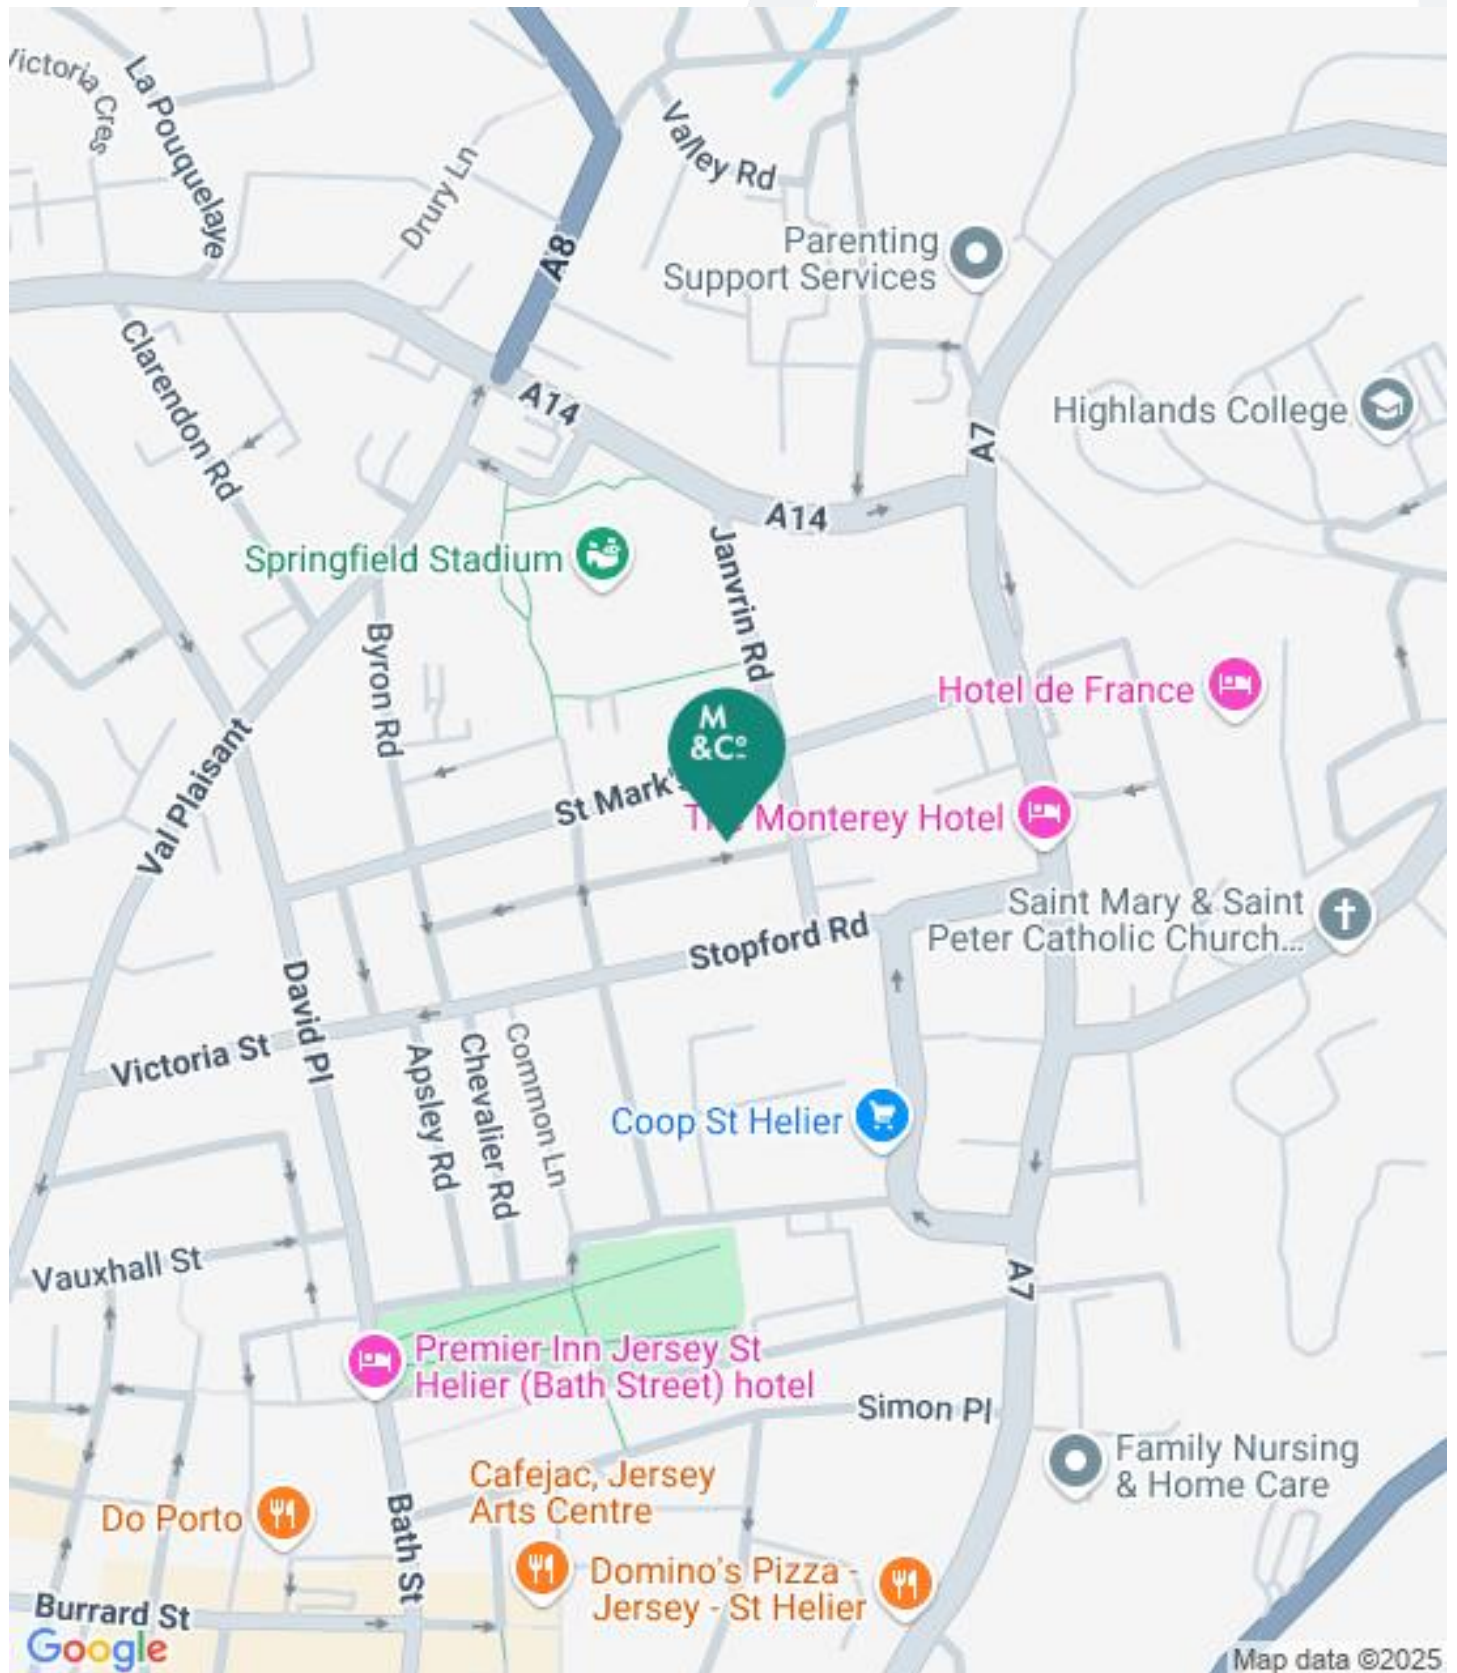 Victoria Cres
La Pouquelaye
Drury Ln
Valley Rd
A8
Parenting
Support Services
Clarendon Rd
A14
Highlands College
A7
A14
Springfield Stadium
Janvrin Rd
Byron Rd
Hotel de France
M
&Co
St Mark's
Monterey Hotel
Val Plaisant
Saint Mary & Saint
Peter Catholic Church...
Stopford Rd
David Pl
Victoria St
Apsley Rd
Chevalier Rd
Common Ln
Coop St Helier
Vauxhall St
A7
Premier Inn Jersey St
Helier (Bath Street) hotel
Simon Pl
Family Nursing
& Home Care
Cafejac, Jersey
Arts Centre
Do Porto
Bath St
Domino's Pizza -
Jersey - St Helier
Burrard St
Google
Map data ©2025